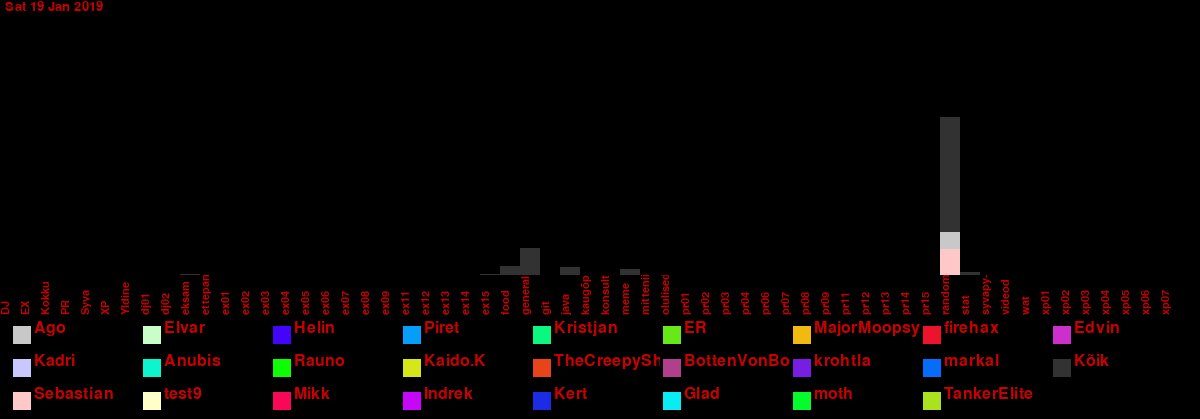 Sat 19 Jan 2019
DJ
EX
Kokku
PR
Syva
XP
Yldine
dj01
dj02
eksam
ettepan
ex01
ex02
ex03
ex04
ex05
ex06
ex07
ex08
ex09
ex11
ex12
ex13
ex14
ex15
food
general
git
java
kaugõp
konsult
meme
mittenii
olulised
pr01
pr02
pr03
pr04
pr06
pr07
pr08
pr09
pr11
pr12
pr13
pr14
pr15
random
stat
syvapy-
videod
wat
xp01
xp02
xp03
xp04
xp05
xp06
xp07
Ago Elvar Helin Piret Kristjan ER MajorMoopsy firehax Edvin
Kadri Anubis Rauno Kaido.K TheCreepySh BottenVonBo krohtla markal Kõik
Sebastian test9 Mikk Indrek Kert Glad moth TankerElite